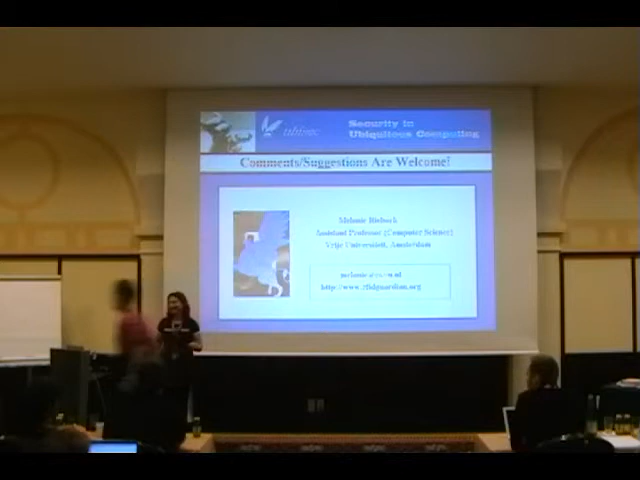 ubisec
Security in
Ubiquitous Computing
Comments/Suggestions Are Welcome!
Melanie Rieback
Assistant Professor (Computer Science)
Vrije Universiteit, Amsterdam
http://www.rfidguardian.org